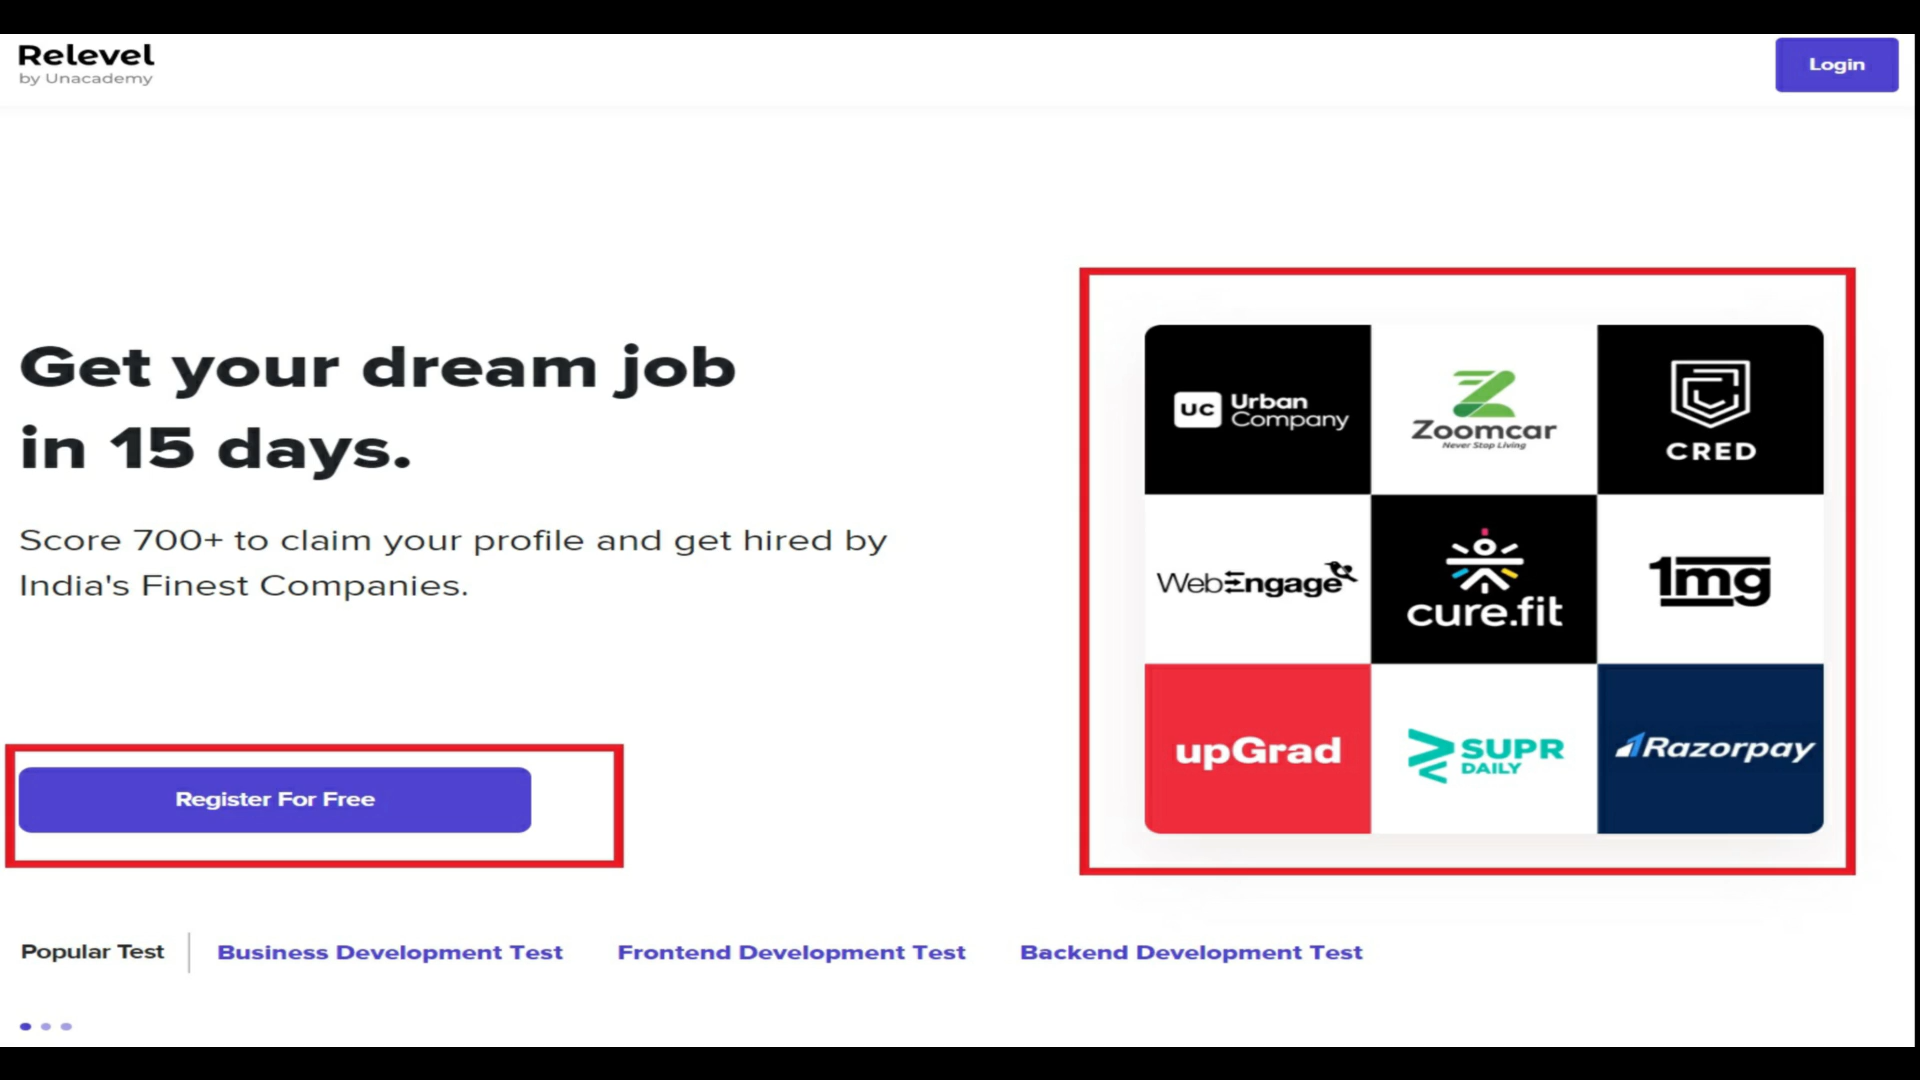 Relevel
by Unacademy
Login
Get your dream job
in 15 days.
Score 700+ to claim your profile and get hired by
India's Finest Companies.
Register For Free
UC Urban
Company
Zoomcar
Never Stop Living
CRED
WebEngage
cure.fit
1mg
upGrad
SUPR
DAILY
Razorpay
Popular Test
Business Development Test
Frontend Development Test
Backend Development Test